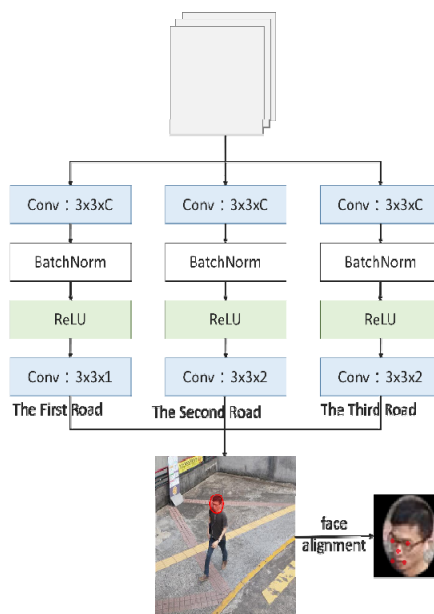 Conv：3x3xC Conv：3x3xC Conv：3x3xC
BatchNorm BatchNorm BatchNorm
ReLU ReLU ReLU
Conv：3x3x1 Conv：3x3x2 Conv：3x3x2
The First Road The Second Road The Third Road
face
alignment